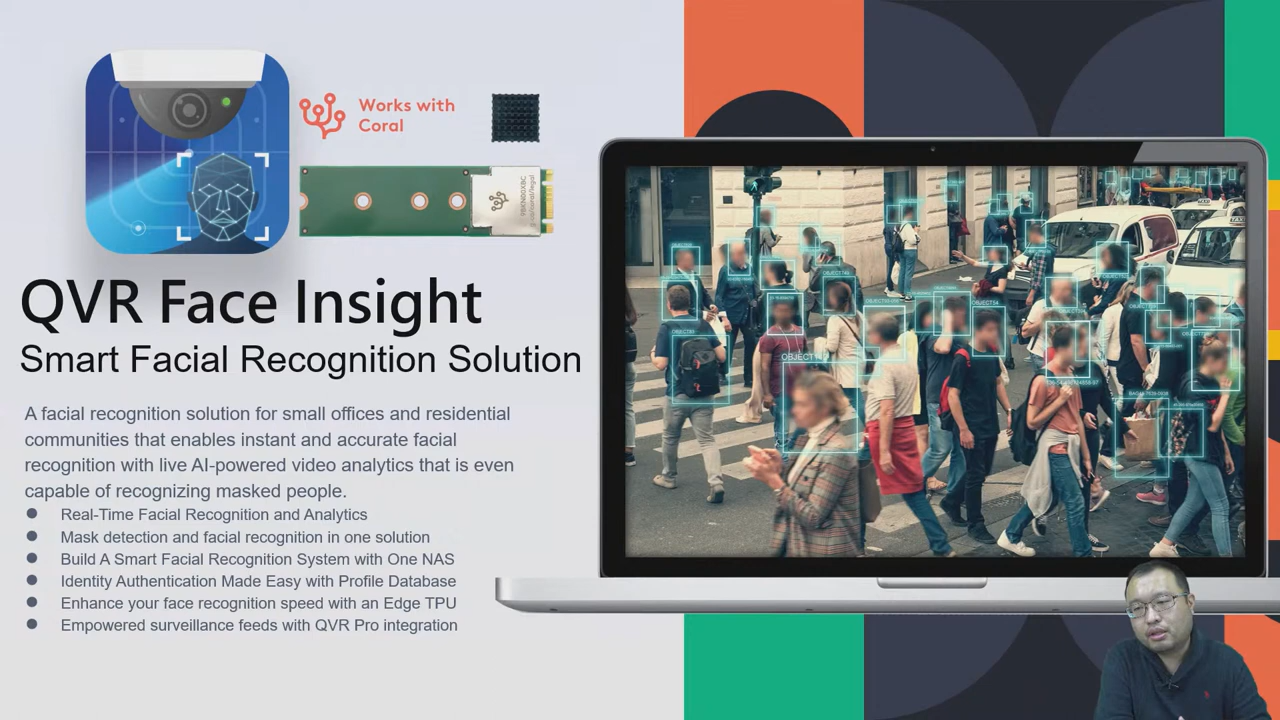 Works with
Coral
QVR Face Insight
Smart Facial Recognition Solution
A facial recognition solution for small offices and residential
communities that enables instant and accurate facial
recognition with live AI-powered video analytics that is even
capable of recognizing masked people.
Real-Time Facial Recognition and Analytics
Mask detection and facial recognition in one solution
Build A Smart Facial Recognition System with One NAS
Identity Authentication Made Easy with Profile Database
Enhance your face recognition speed with an Edge TPU
Empowered surveillance feeds with QVR Pro integration
TAXI
OBJECT54